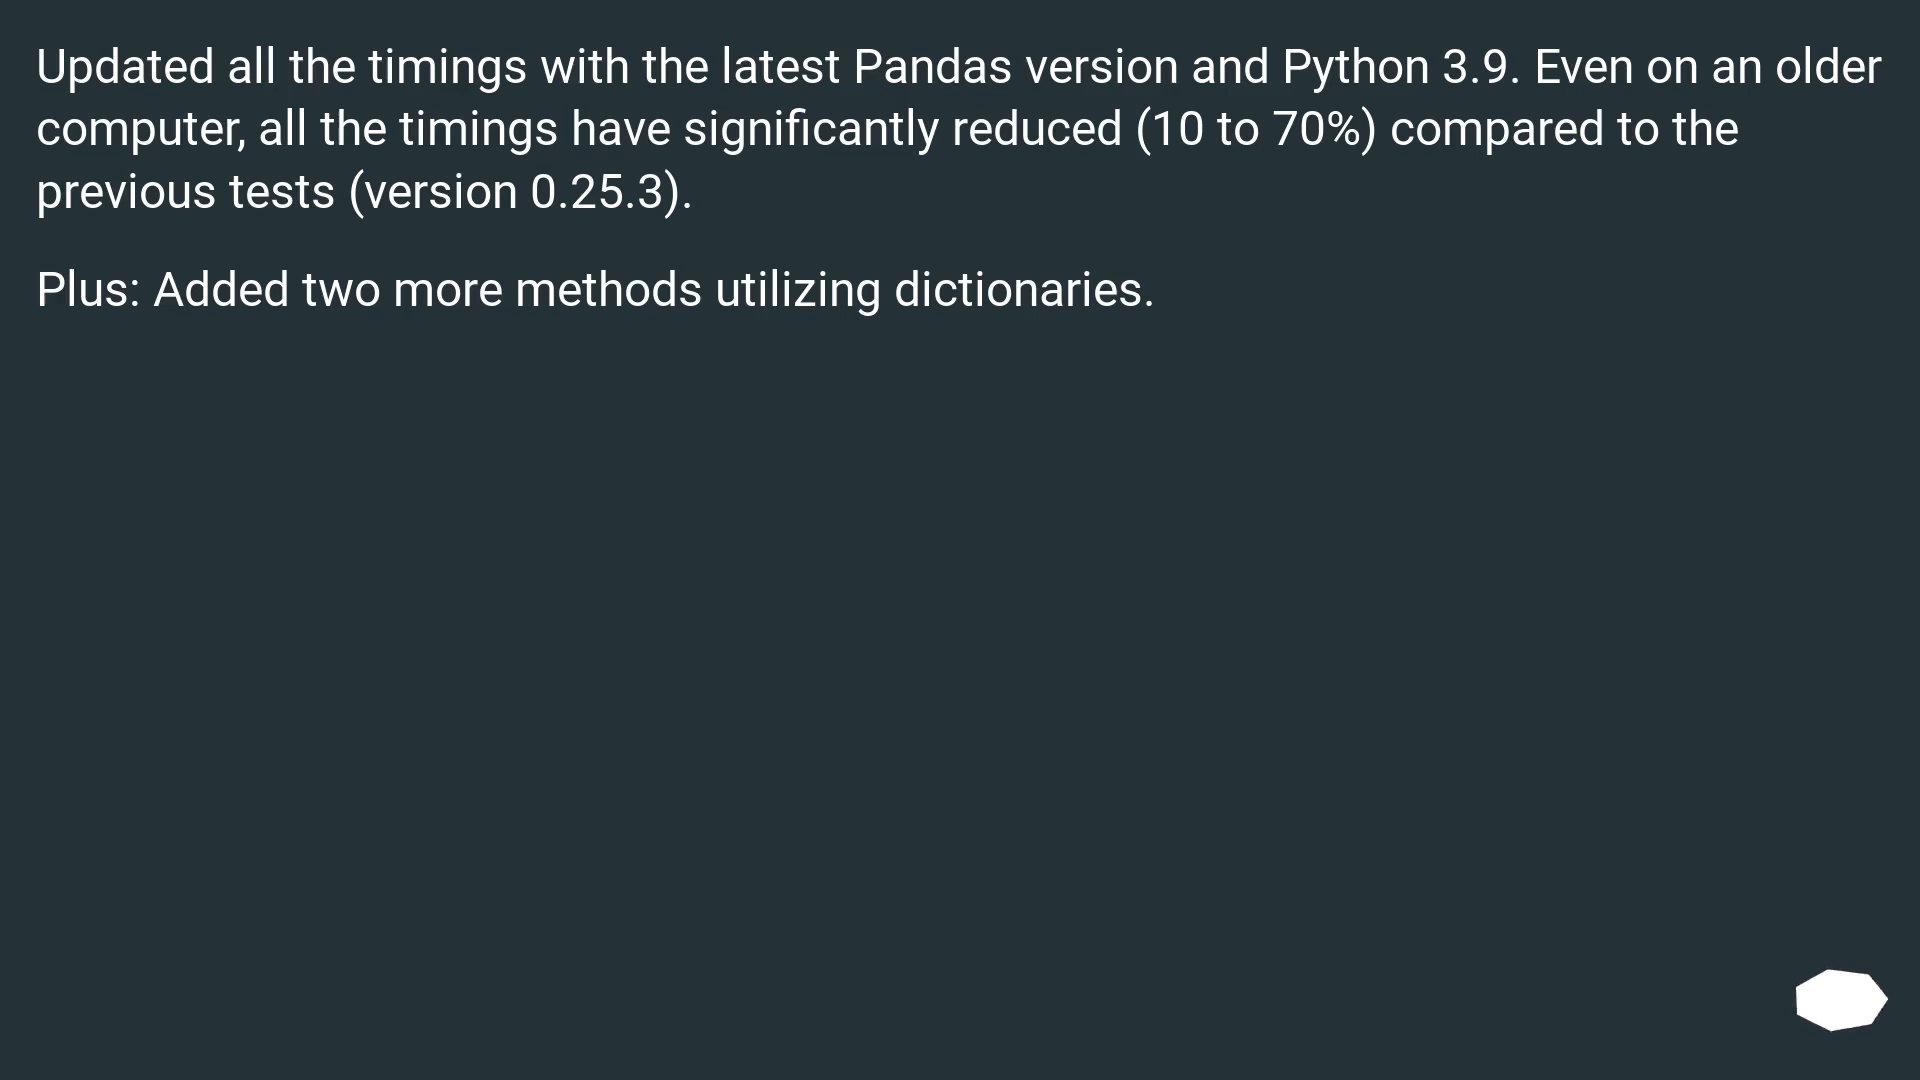 Updated all the timings with the latest Pandas version and Python 3.9. Even on an older
computer, all the timings have significantly reduced (10 to 70%) compared to the
previous tests (version 0.25.3).
Plus: Added two more methods utilizing dictionaries.